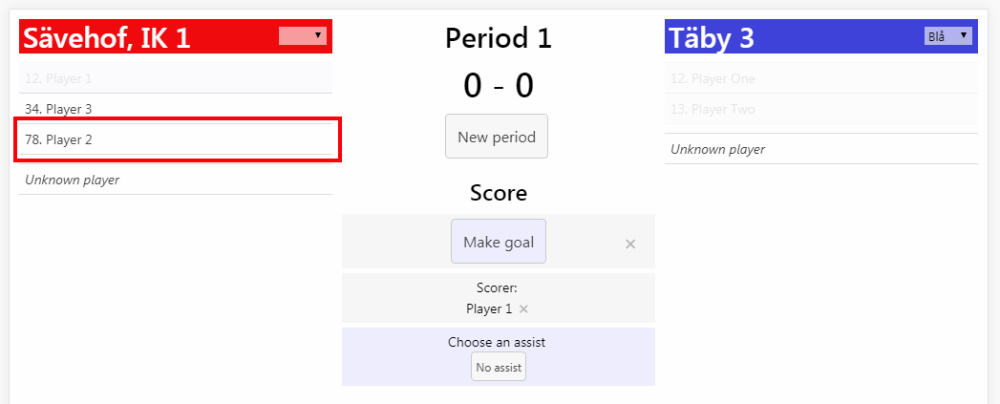 Sävehof, IK 1
12. Player 1
34. Player 3
78. Player 2
Unknown player
Period 1
0 - 0
New period
Score
Make goal ×
Scorer:
Player 1 ×
Choose an assist
No assist
Täby 3 Blå
12. Player One
13. Player Two
Unknown player